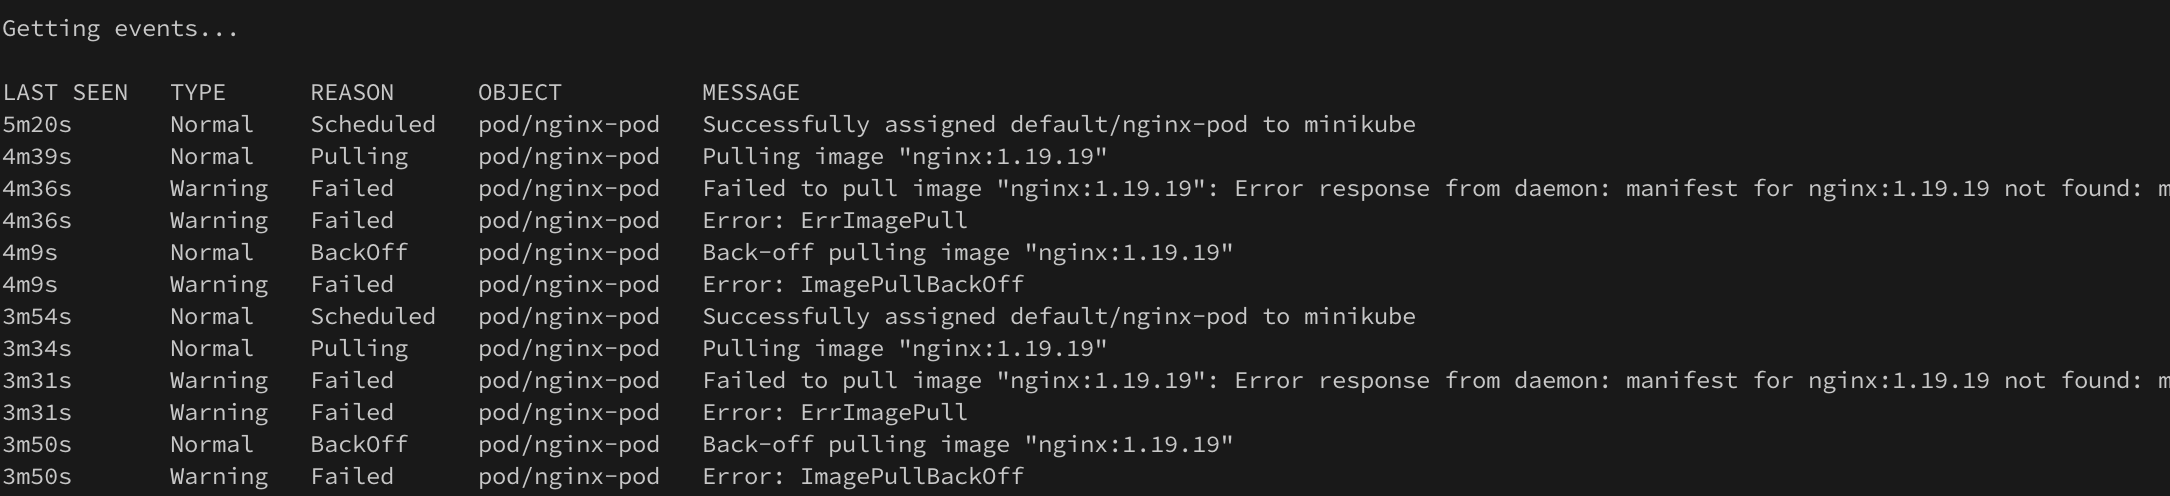 Getting events...
LAST SEEN   TYPE      REASON      OBJECT          MESSAGE
5m20s       Normal    Scheduled   pod/nginx-pod   Successfully assigned default/nginx-pod to minikube
4m39s       Normal    Pulling     pod/nginx-pod   Pulling image "nginx:1.19.19"
4m36s       Warning   Failed      pod/nginx-pod   Failed to pull image "nginx:1.19.19": Error response from daemon: manifest for nginx:1.19.19 not found: m
4m36s       Warning   Failed      pod/nginx-pod   Error: ErrImagePull
4m9s        Normal    BackOff     pod/nginx-pod   Back-off pulling image "nginx:1.19.19"
4m9s        Warning   Failed      pod/nginx-pod   Error: ImagePullBackOff
3m54s       Normal    Scheduled   pod/nginx-pod   Successfully assigned default/nginx-pod to minikube
3m34s       Normal    Pulling     pod/nginx-pod   Pulling image "nginx:1.19.19"
3m31s       Warning   Failed      pod/nginx-pod   Failed to pull image "nginx:1.19.19": Error response from daemon: manifest for nginx:1.19.19 not found: m
3m31s       Warning   Failed      pod/nginx-pod   Error: ErrImagePull
3m50s       Normal    BackOff     pod/nginx-pod   Back-off pulling image "nginx:1.19.19"
3m50s       Warning   Failed      pod/nginx-pod   Error: ImagePullBackOff